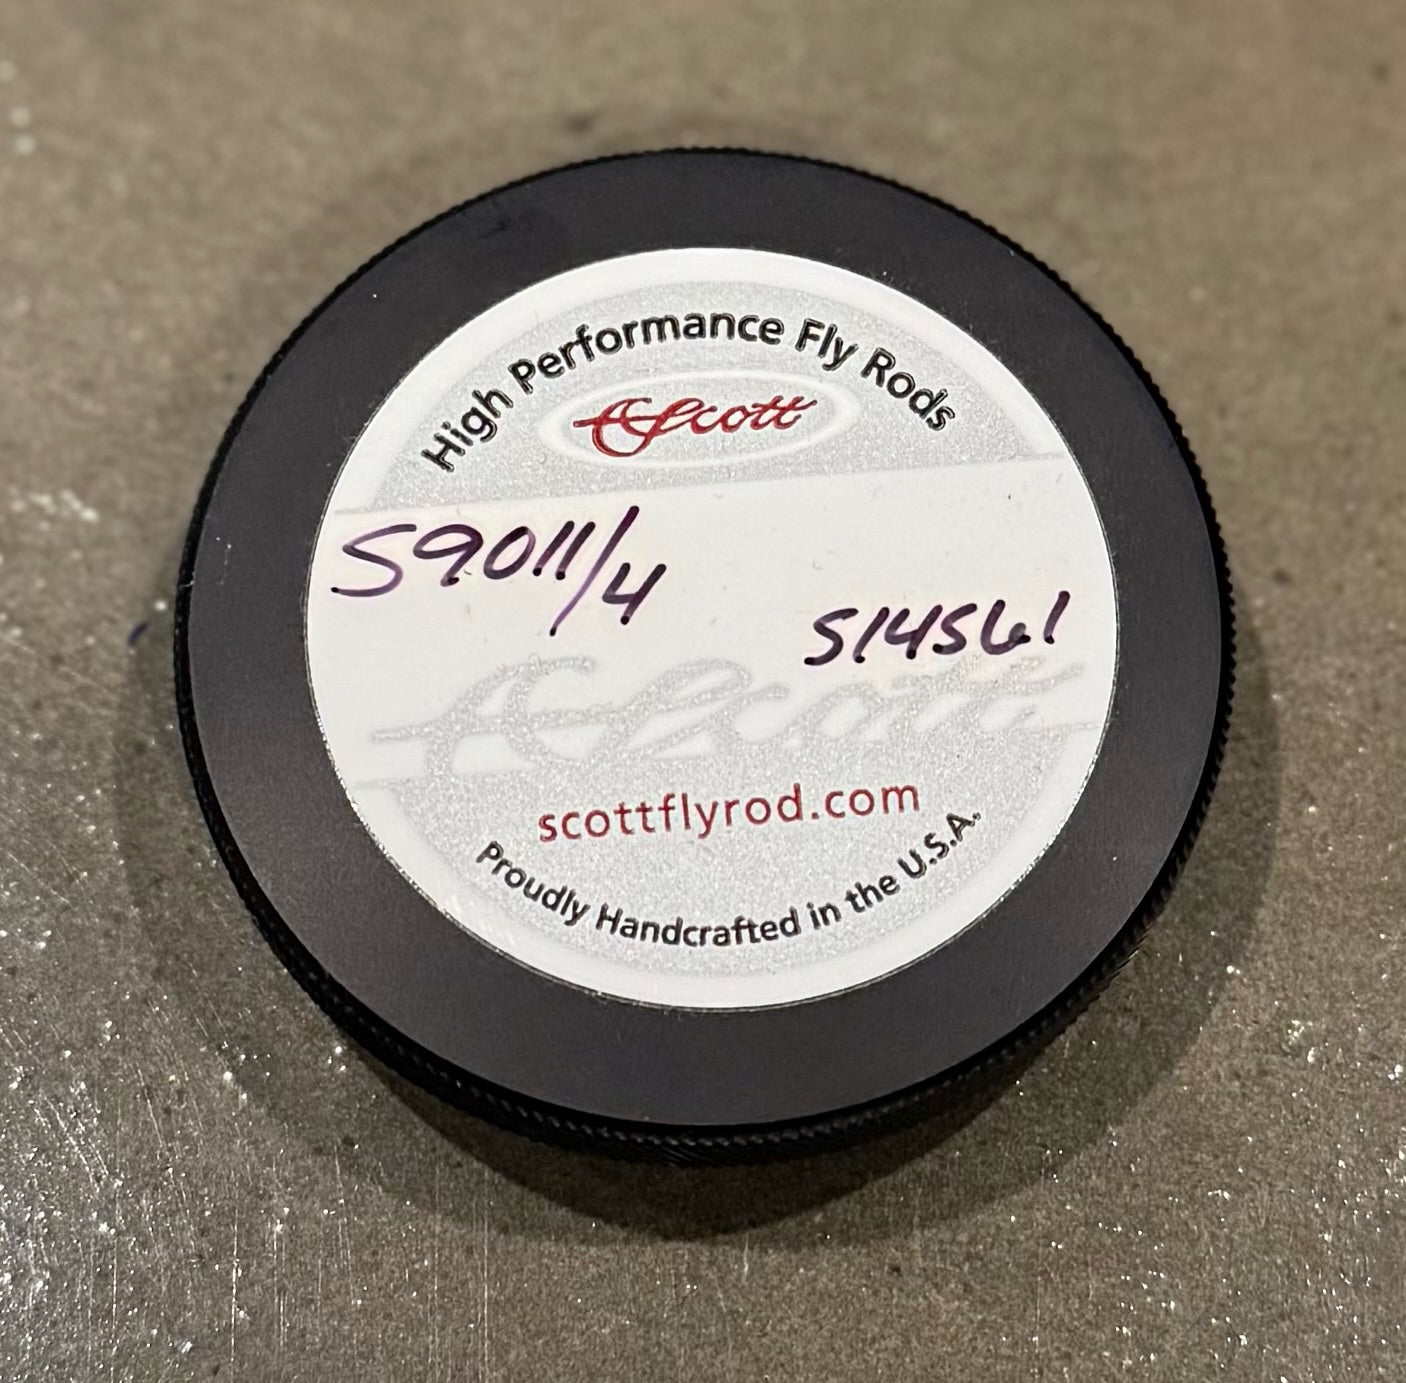 High Performance Fly Rods
Scott
S9011/4
514561
Scott
scottflyrod.com
Proudly Handcrafted in the U.S.A.